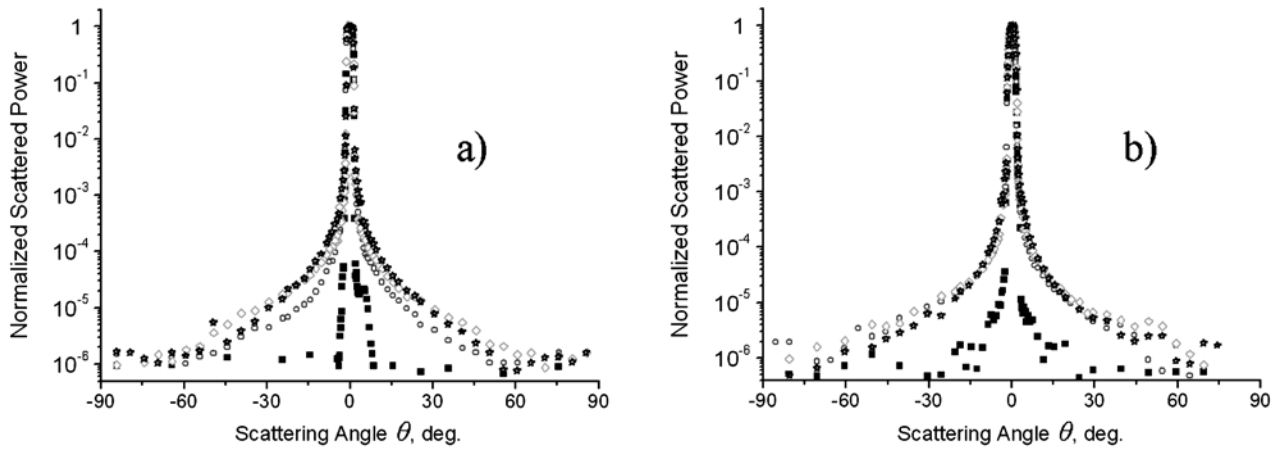 a)
Normalized Scattered Power
1
10⁻¹
10⁻²
10⁻³
10⁻⁴
10⁻⁵
10⁻⁶
-90 -60 -30 0 30 60 90
Scattering Angle θ, deg.
b)
Normalized Scattered Power
1
10⁻¹
10⁻²
10⁻³
10⁻⁴
10⁻⁵
10⁻⁶
-90 -60 -30 0 30 60 90
Scattering Angle θ, deg.